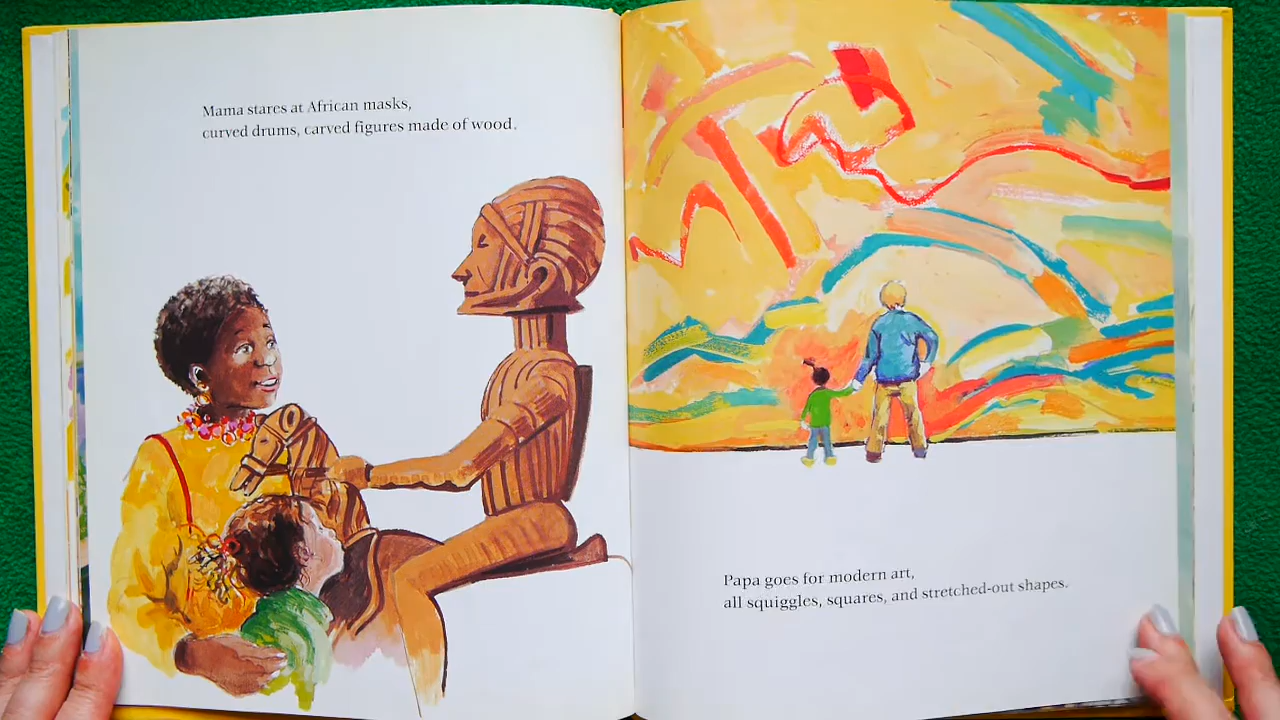 Mama stares at African masks,
curved drums, carved figures made of wood.
Papa goes for modern art,
all squiggles, squares, and stretched-out shapes.